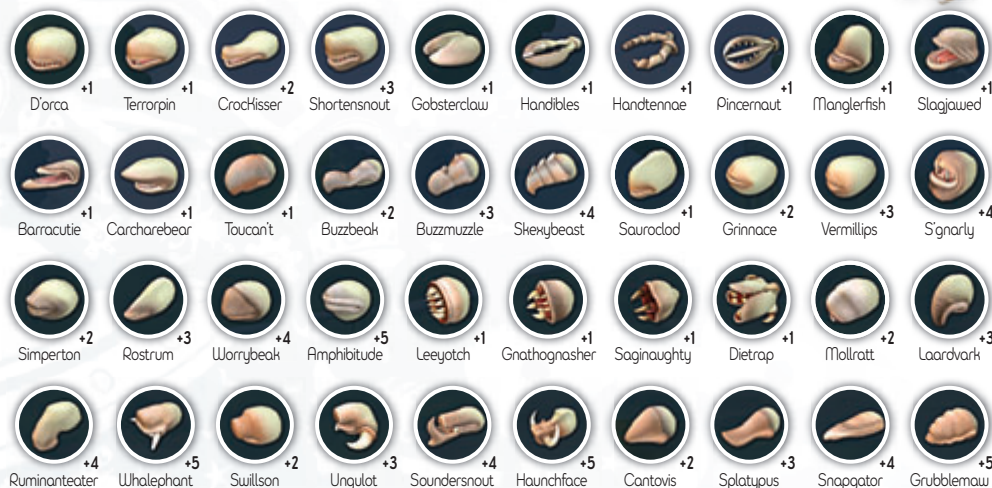 +1 +1 +2 +3 +1 +1 +1 +1 +1 +1
D'orca Terrorpin CrocKisser Shortensnout Gobsterclaw Handibles Handtennae Pincernaut Manglerfish Slagjawed
+1 +1 +1 +2 +3 +4 +1 +2 +3 +4
Barracutie Carcharebear Toucan't Buzzbeak Buzzmuzzle Skexybeast Sauroclod Grinnace Vermillips S'gnarly
+2 +3 +4 +5 +1 +1 +1 +1 +2 +3
Simperton Rostrum Worrybeak Amphibitude Leeyotch Gnathognasher Saginaughty Dietrap Mollratt Laardvark
+4 +5 +2 +3 +4 +5 +2 +3 +4 +5
Ruminanteater Whalephant Swillson Ungulot Soundersnout Haunchface Cantovis Splatypus Snapgator Grubblemaw